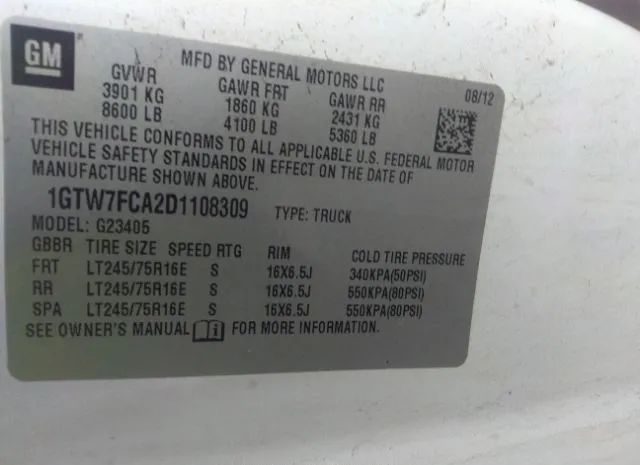 GM
MFD BY GENERAL MOTORS LLC
GVWR GAWR FRT GAWR RR 08/12
3901 KG 1860 KG 2431 KG
8600 LB 4100 LB 5360 LB
THIS VEHICLE CONFORMS TO ALL APPLICABLE U.S. FEDERAL MOTOR
VEHICLE SAFETY STANDARDS IN EFFECT ON THE DATE OF
MANUFACTURE SHOWN ABOVE.
1GTW7FCA2D1108309 TYPE: TRUCK
MODEL: G23405
GBBR TIRE SIZE SPEED RTG RIM COLD TIRE PRESSURE
FRT LT245/75R16E S 16X6.5J 340KPA(50PSI)
RR LT245/75R16E S 16X6.5J 550KPA(80PSI)
SPA LT245/75R16E S 16X6.5J 550KPA(80PSI)
SEE OWNER'S MANUAL FOR MORE INFORMATION.